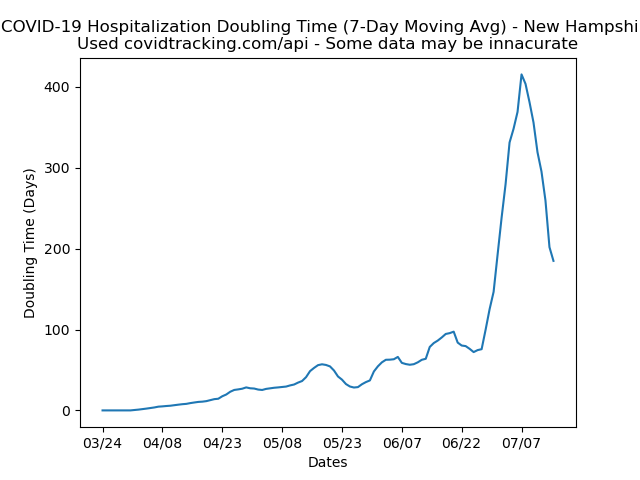 COVID-19 Hospitalization Doubling Time (7-Day Moving Avg) - New Hampshi
Used covidtracking.com/api - Some data may be innacurate
400
300
200
100
0
Doubling Time (Days)
03/24 04/08 04/23 05/08 05/23 06/07 06/22 07/07
Dates